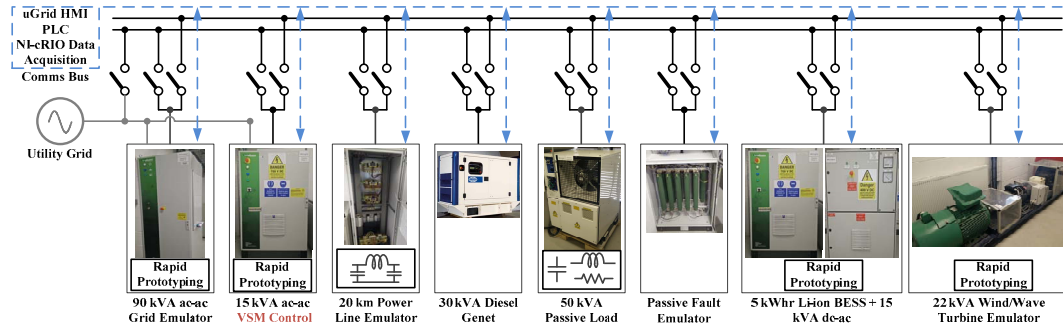 uGrid HMI
PLC
NI-cRIO Data
Acquisition
Comms Bus
Utility Grid
DANGER
DANGER
Danger
Rapid
Prototyping
Rapid
Prototyping
Rapid
Prototyping
Rapid
Prototyping
90 kVA ac-ac
Grid Emulator
15 kVA ac-ac
VSM Control
20 km Power
Line Emulator
30 kVA Diesel
Genet
50 kVA
Passive Load
Passive Fault
Emulator
5 kWhr Li-ion BESS + 15
kVA dc-ac
22 kVA Wind/Wave
Turbine Emulator